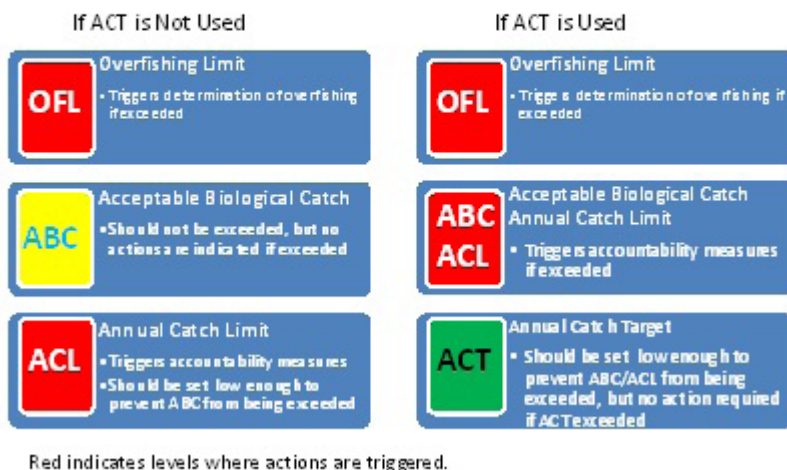 If ACT is Not Used
OFL
Overfishing Limit
• Triggers determination of overfishing
if exceeded
ABC
Acceptable Biological Catch
• Should not be exceeded, but no
actions are indicated if exceeded
ACL
Annual Catch Limit
• Triggers accountability measures
• Should be set low enough to
prevent ABC from being exceeded
If ACT is Used
OFL
Overfishing Limit
• Triggers determination of overfishing if
exceeded
ABC
ACL
Acceptable Biological Catch
Annual Catch Limit
• Triggers accountability measures
if exceeded
ACT
Annual Catch Target
• Should be set low enough to
prevent ABC/ACL from being
exceeded, but no action required
if ACT exceeded
Red indicates levels where actions are triggered.